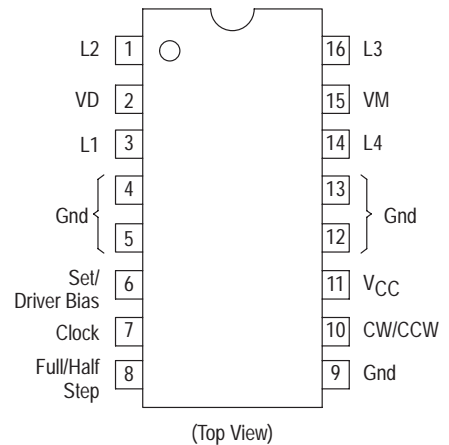 L2 1 16 L3
VD 2 15 VM
L1 3 14 L4
4 13
Gnd Gnd
5 12
Set/
Driver Bias 6 11 VCC
Clock 7 10 CW/CCW
Full/Half
Step 8 9 Gnd
(Top View)